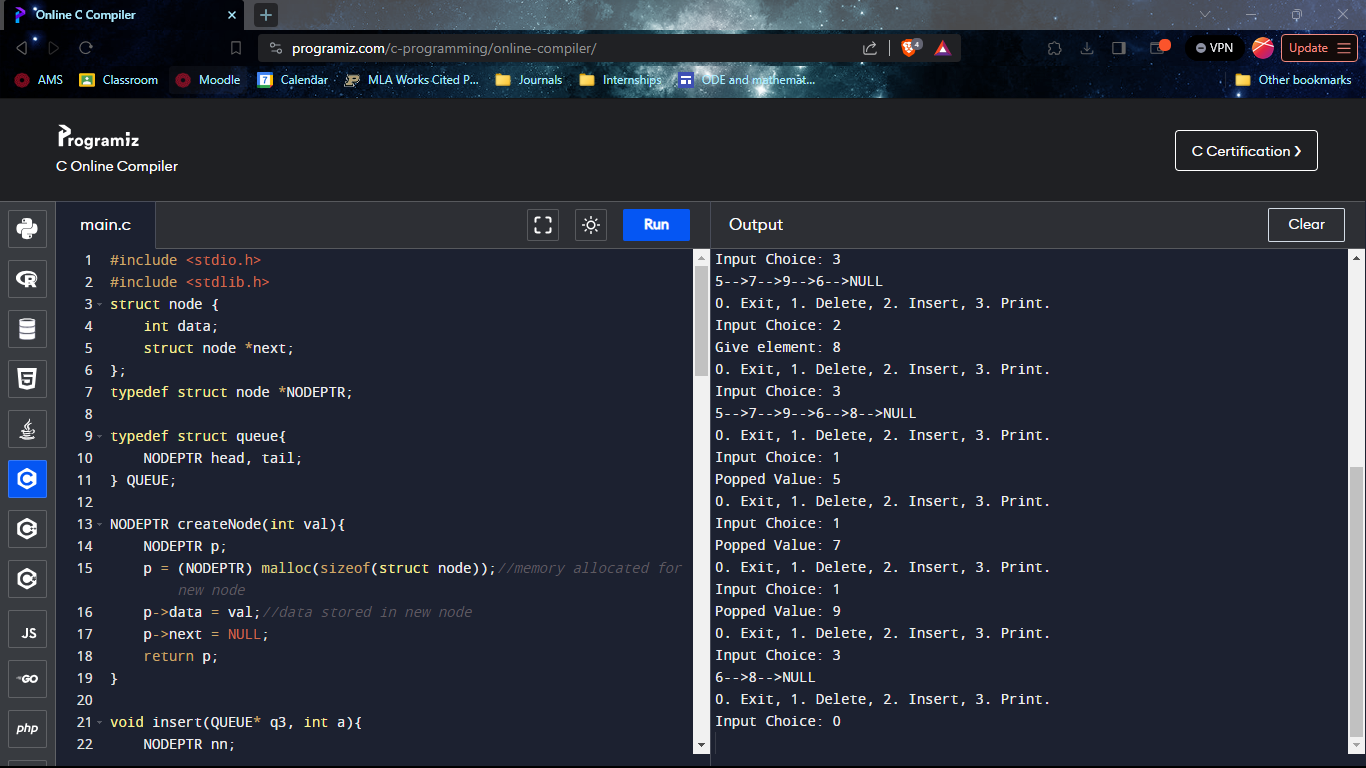 Online C Compiler
programiz.com/c-programming/online-compiler/
4
VPN
Update
AMS
Classroom
Moodle
7
Calendar
MLA Works Cited P...
Journals
Internships
ODE and mathemat...
Other bookmarks
Programiz
C Online Compiler
C Certification ❯
main.c
Run
Output
Clear
R
5
C
C
C
JS
GO
php
1 #include <stdio.h>
2 #include <stdlib.h>
3 struct node {
4 int data;
5 struct node *next;
6 };
7 typedef struct node *NODEPTR;
8
9 typedef struct queue{
10 NODEPTR head, tail;
11 } QUEUE;
12
13 NODEPTR createNode(int val){
14 NODEPTR p;
15 p = (NODEPTR) malloc(sizeof(struct node));//memory allocated for
new node
16 p->data = val;//data stored in new node
17 p->next = NULL;
18 return p;
19 }
20
21 void insert(QUEUE* q3, int a){
22 NODEPTR nn;
Input Choice: 3
5-->7-->9-->6-->NULL
0. Exit, 1. Delete, 2. Insert, 3. Print.
Input Choice: 2
Give element: 8
0. Exit, 1. Delete, 2. Insert, 3. Print.
Input Choice: 3
5-->7-->9-->6-->8-->NULL
0. Exit, 1. Delete, 2. Insert, 3. Print.
Input Choice: 1
Popped Value: 5
0. Exit, 1. Delete, 2. Insert, 3. Print.
Input Choice: 1
Popped Value: 7
0. Exit, 1. Delete, 2. Insert, 3. Print.
Input Choice: 1
Popped Value: 9
0. Exit, 1. Delete, 2. Insert, 3. Print.
Input Choice: 3
6-->8-->NULL
0. Exit, 1. Delete, 2. Insert, 3. Print.
Input Choice: 0